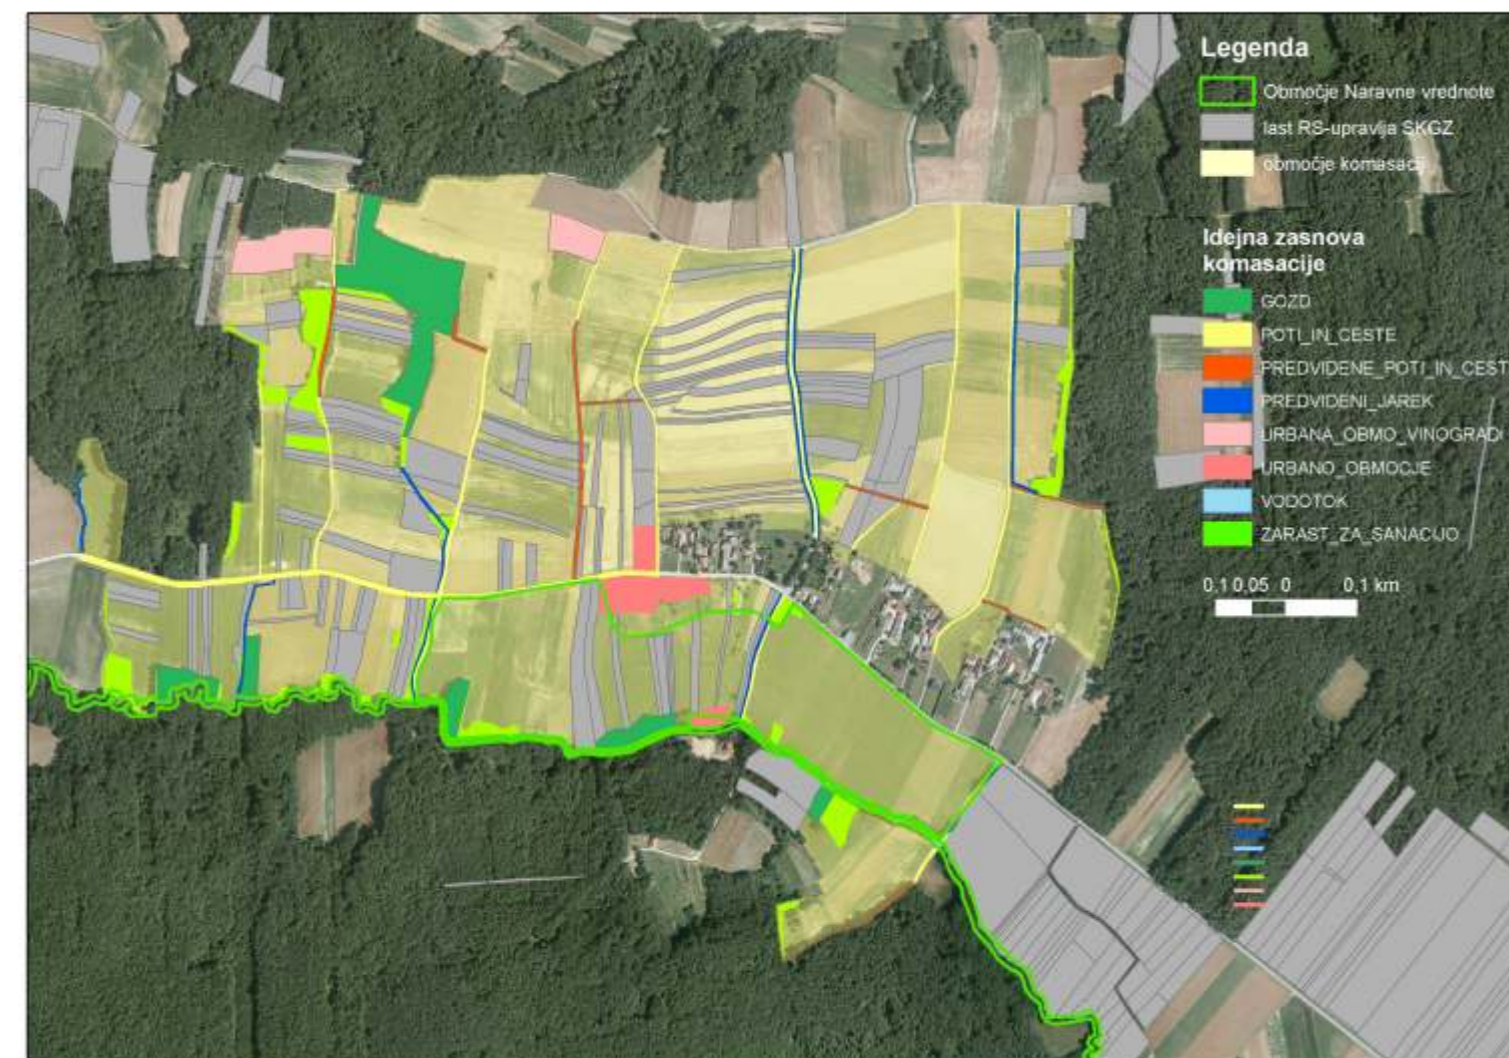 Legenda
Območje Naravne vrednote
last RS-upravlja SKGZ
območje komasacij
Idejna zasnova
komasacije
GOZD
POTI_IN_CESTE
PREDVIDENE_POTI_IN_CEST
PREDVIDENI_JAREK
URBANA_OBMO_VINOGRADI
URBANO_OBMOCJE
VODOTOK
ZARAST_ZA_SANACIJO
0,1 0,05 0 0,1 km